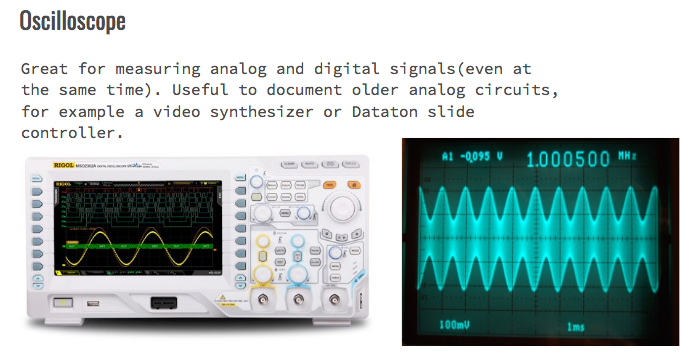 Oscilloscope
Great for measuring analog and digital signals(even at
the same time). Useful to document older analog circuits,
for example a video synthesizer or Dataton slide
controller.
RIGOL MSO2302A
RIGOL
A1 -0.095 V 1.000500 MHz
100mV 1ms